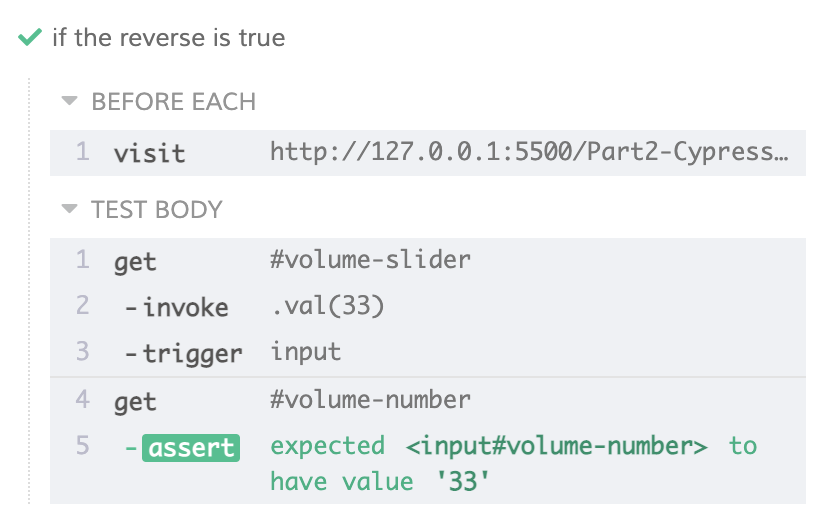 if the reverse is true
BEFORE EACH
1 visit http://127.0.0.1:5500/Part2-Cypress…
TEST BODY
1 get #volume-slider
2 -invoke .val(33)
3 -trigger input
4 get #volume-number
5 -assert expected <input#volume-number> to
have value '33'